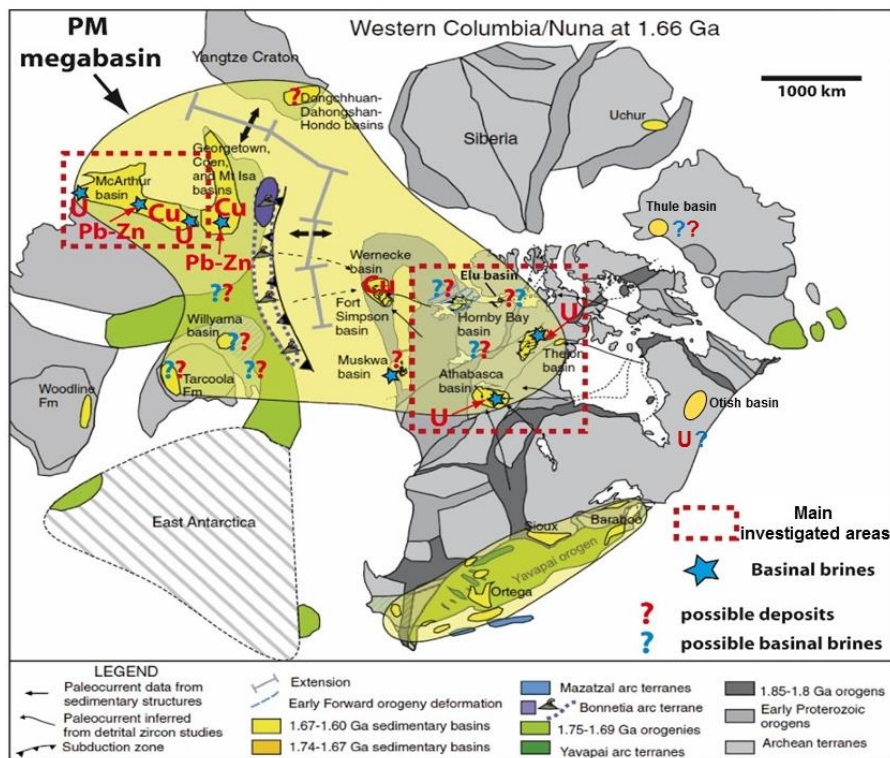 Western Columbia/Nuna at 1.66 Ga
PM
megabasin
Yangtze Craton
1000 km
?
Dangchhuan-
Dahongshan-
Hondo basins
Siberia
Uchur
Georgetown,
Coen,
and Mt Isa
basins
McArthur
basin
U
Pb-Zn
Cu
U
Cu
Pb-Zn
??
Thule basin
??
Wernecke
basin
Cu
Elu basin
??
??
Fort
Simpson
basin
Hornby Bay
basin
U
Thelon
basin
??
Willyama
basin
??
??
??
Tarcoola
Fm
Muskwa
basin
?
Athabasca
basin
U
Woodline
Fm
Otish basin
U ?
East Antarctica
Sioux
Baraboo
Yavapai orogen
Ortega
Main
investigated areas
Basinal brines
? possible deposits
? possible basinal brines
LEGEND
Paleocurrent data from
sedimentary structures
Paleocurrent inferred
from detrital zircon studies
Subduction zone
Extension
Early Forward orogeny deformation
1.67-1.60 Ga sedimentary basins
1.74-1.67 Ga sedimentary basins
Mazatzal arc terranes
Bonnetia arc terrane
1.75-1.69 Ga orogenies
Yavapai arc terranes
1.85-1.8 Ga orogens
Early Proterozoic
orogens
Archean terranes